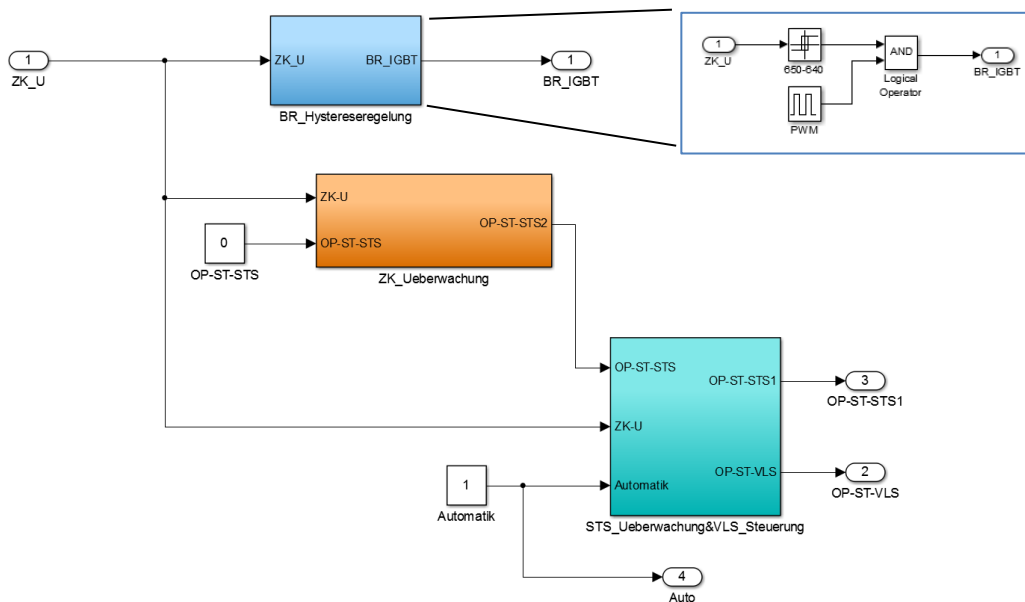 1
ZK_U
ZK_U
BR_IGBT
BR_Hystereseregelung
1
BR_IGBT
1
ZK_U
650-640
PWM
AND
Logical
Operator
1
BR_IGBT
0
OP-ST-STS
ZK-U
OP-ST-STS
OP-ST-STS2
ZK_Ueberwachung
OP-ST-STS
ZK-U
Automatik
OP-ST-STS1
OP-ST-VLS
STS_Ueberwachung&VLS_Steuerung
3
OP-ST-STS1
2
OP-ST-VLS
1
Automatik
4
Auto